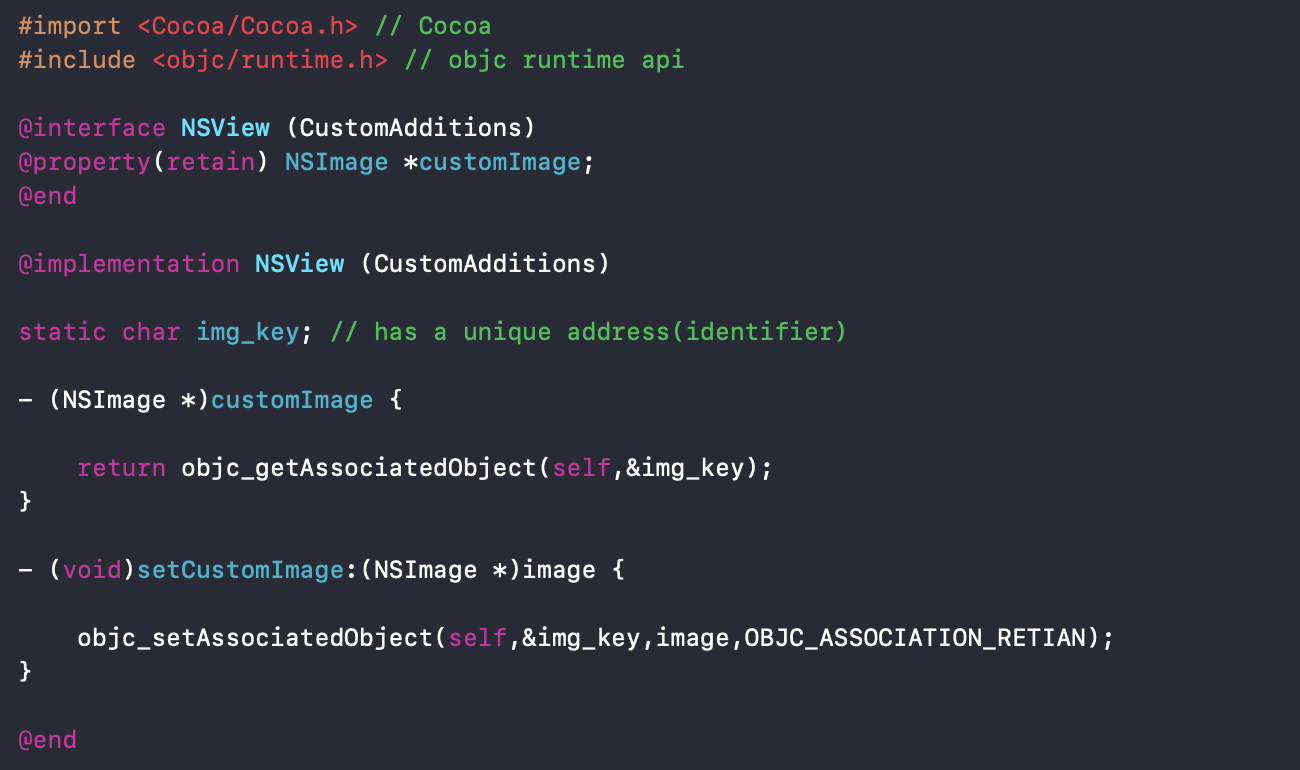 #import <Cocoa/Cocoa.h> // Cocoa
#include <objc/runtime.h> // objc runtime api
@interface NSView (CustomAdditions)
@property(retain) NSImage *customImage;
@end
@implementation NSView (CustomAdditions)
static char img_key; // has a unique address(identifier)
- (NSImage *)customImage {
return objc_getAssociatedObject(self,&img_key);
}
- (void)setCustomImage:(NSImage *)image {
objc_setAssociatedObject(self,&img_key,image,OBJC_ASSOCIATION_RETIAN);
}
@end